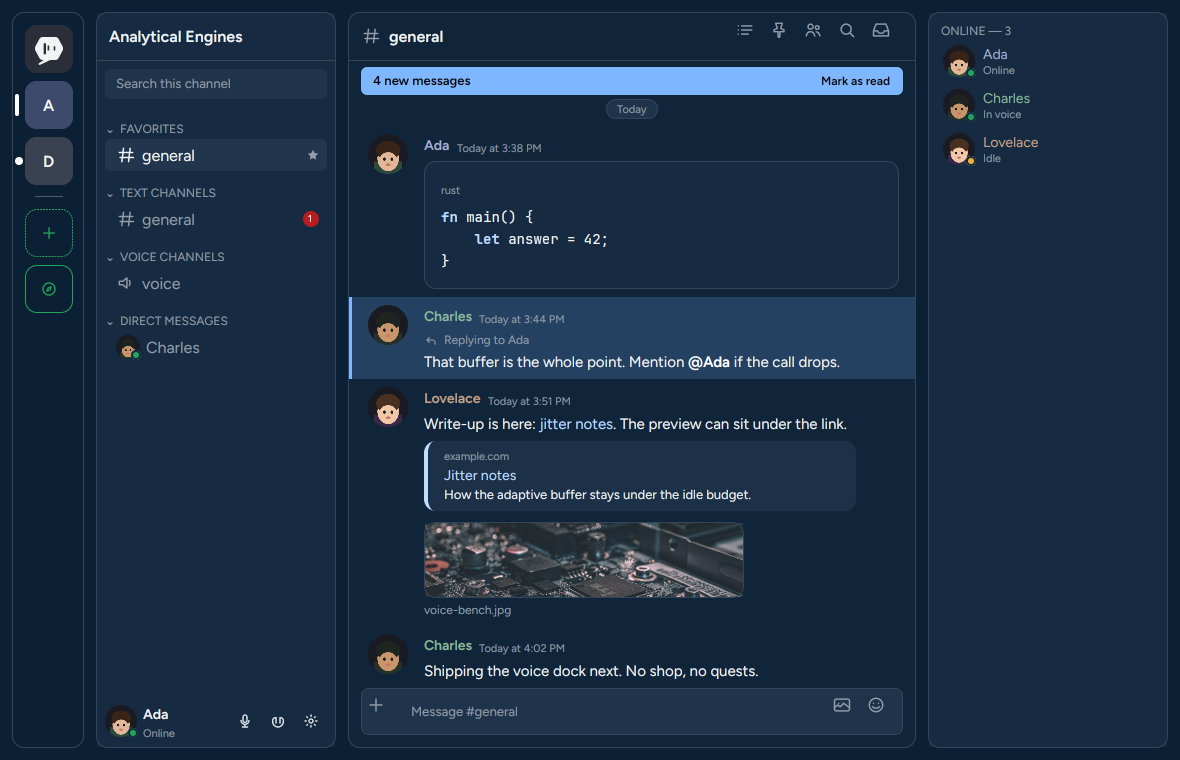 A
D
Analytical Engines
Search this channel
FAVORITES
general
TEXT CHANNELS
general
1
VOICE CHANNELS
voice
DIRECT MESSAGES
Charles
Ada
Online
general
4 new messages
Mark as read
Today
Ada Today at 3:38 PM
rust
fn main() {
    let answer = 42;
}
Charles Today at 3:44 PM
Replying to Ada
That buffer is the whole point. Mention @Ada if the call drops.
Lovelace Today at 3:51 PM
Write-up is here: jitter notes. The preview can sit under the link.
example.com
Jitter notes
How the adaptive buffer stays under the idle budget.
voice-bench.jpg
Charles Today at 4:02 PM
Shipping the voice dock next. No shop, no quests.
Message #general
ONLINE — 3
Ada
Online
Charles
In voice
Lovelace
Idle